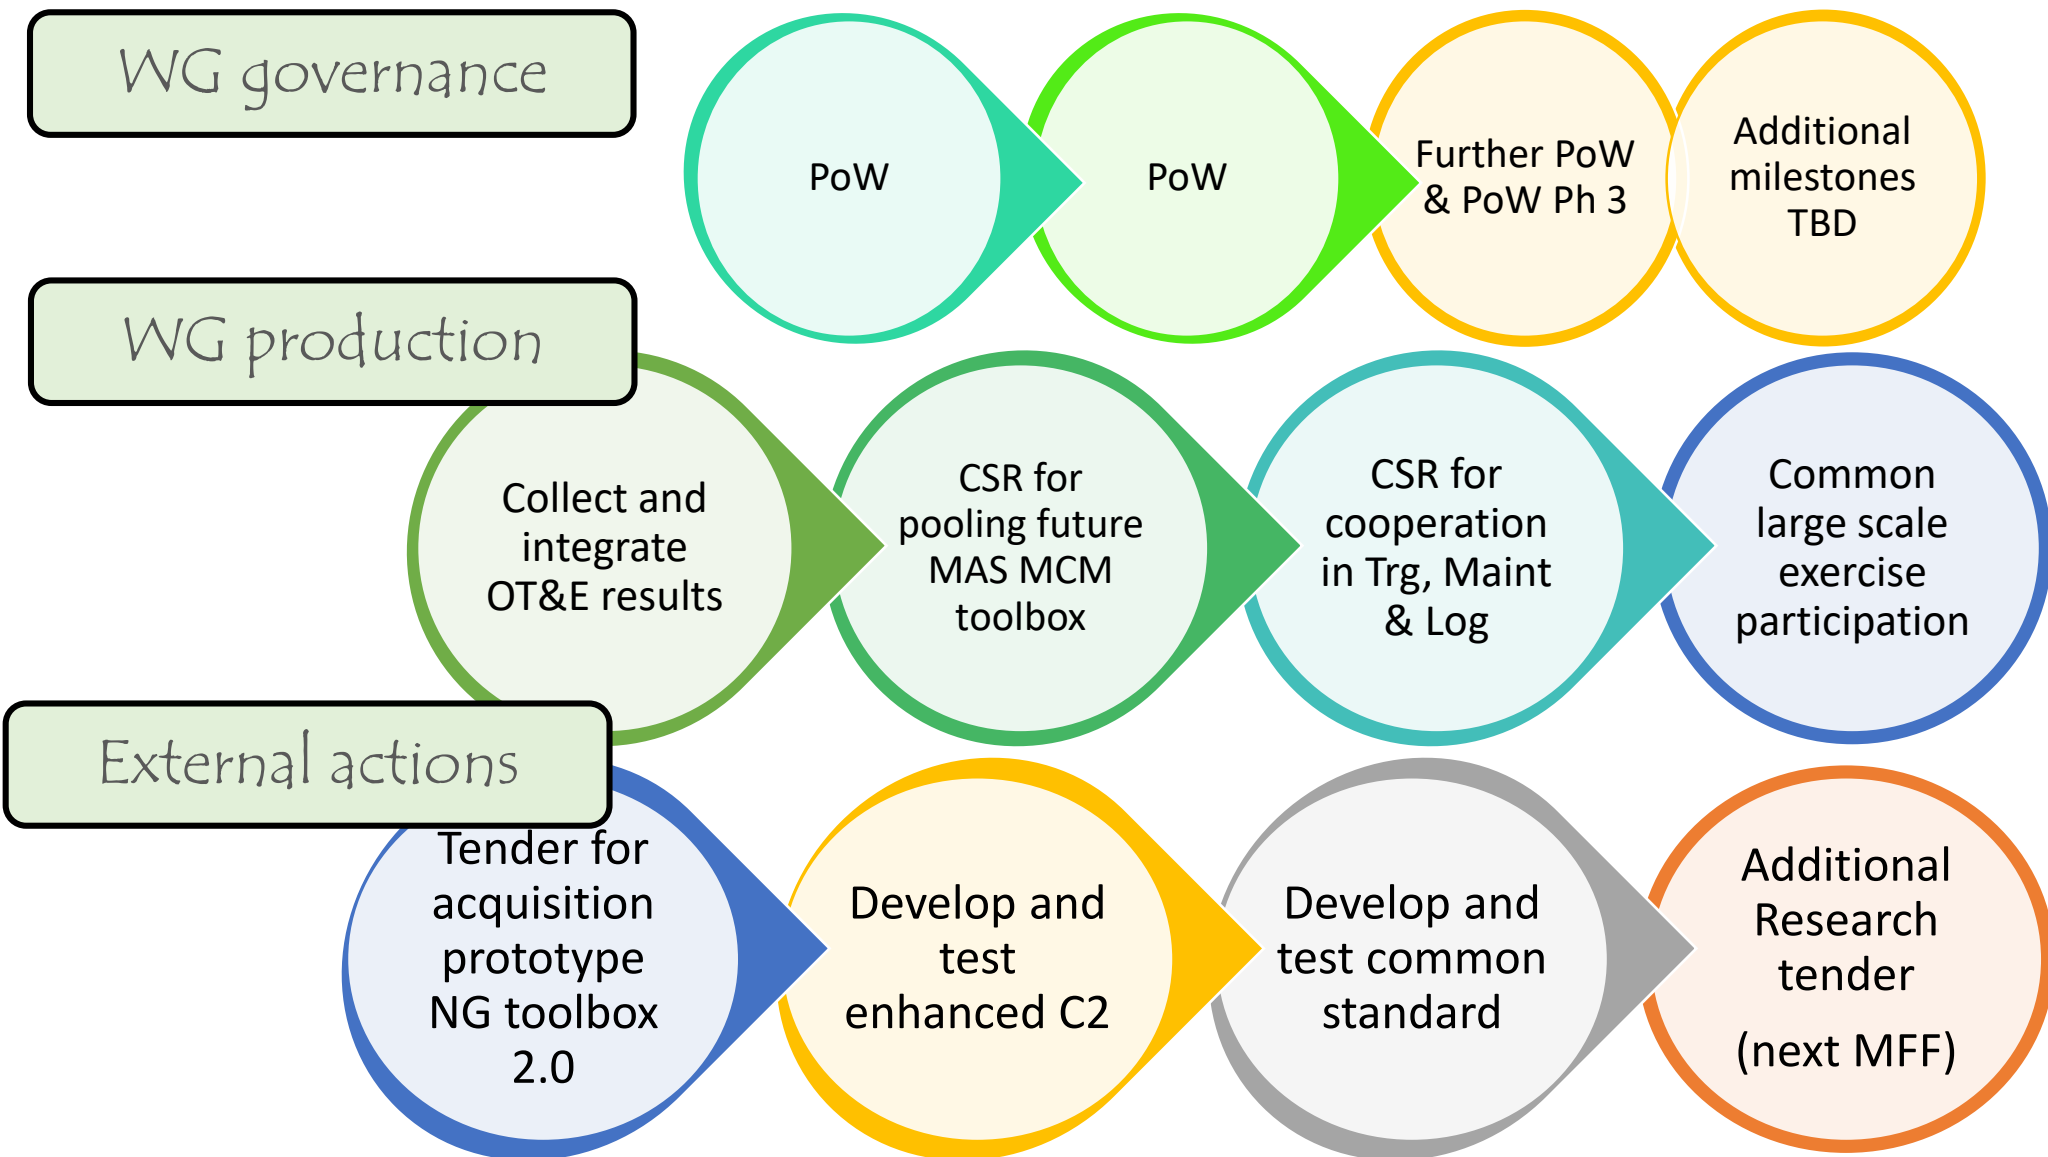 WG governance
PoW
PoW
Further PoW
& PoW Ph 3
Additional
milestones
TBD
WG production
Collect and
integrate
OT&E results
CSR for
pooling future
MAS MCM
toolbox
CSR for
cooperation
in Trg, Maint
& Log
Common
large scale
exercise
participation
External actions
Tender for
acquisition
prototype
NG toolbox
2.0
Develop and
test
enhanced C2
Develop and
test common
standard
Additional
Research
tender
(next MFF)